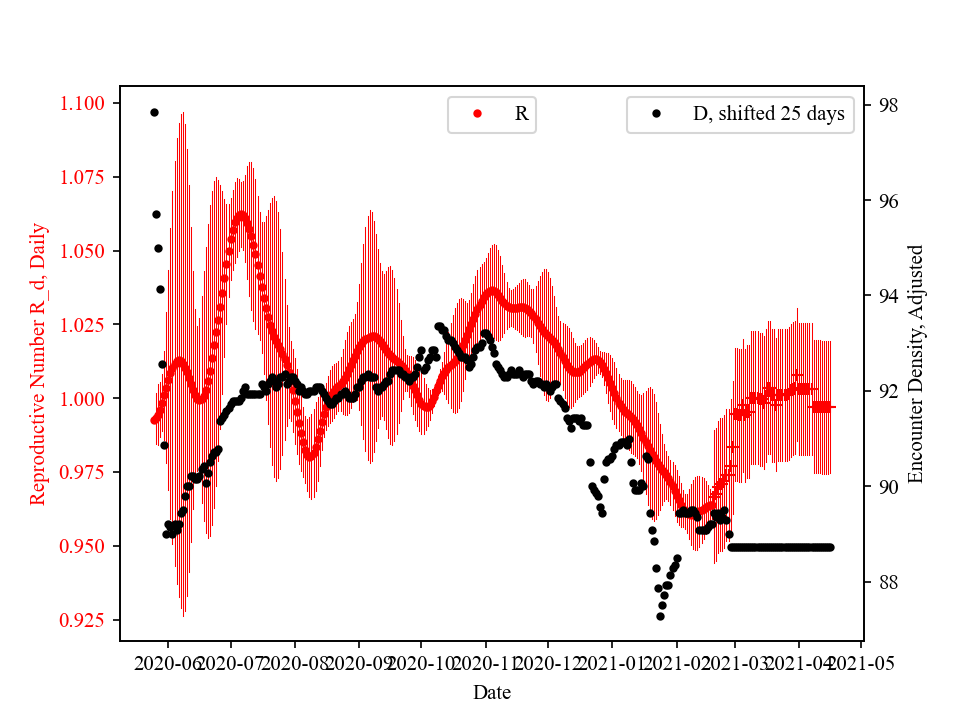 R
D, shifted 25 days
1.100
1.075
1.050
1.025
1.000
0.975
0.950
0.925
Reproductive Number R_d, Daily
98
96
94
92
90
88
Encounter Density, Adjusted
2020-06 2020-07 2020-08 2020-09 2020-10 2020-11 2020-12 2021-01 2021-02 2021-03 2021-04 2021-05
Date